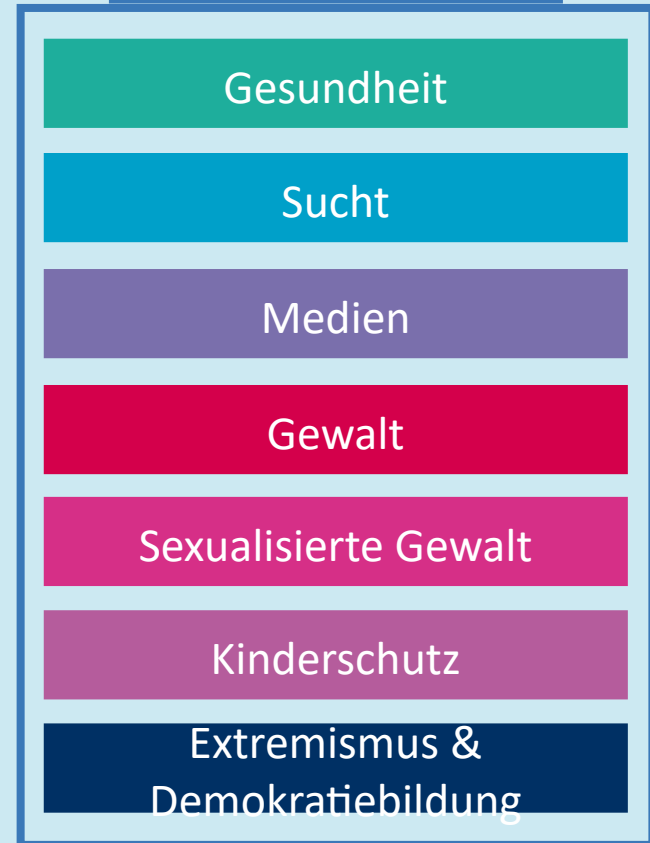 Gesundheit
Sucht
Medien
Gewalt
Sexualisierte Gewalt
Kinderschutz
Extremismus &
Demokratiebildung